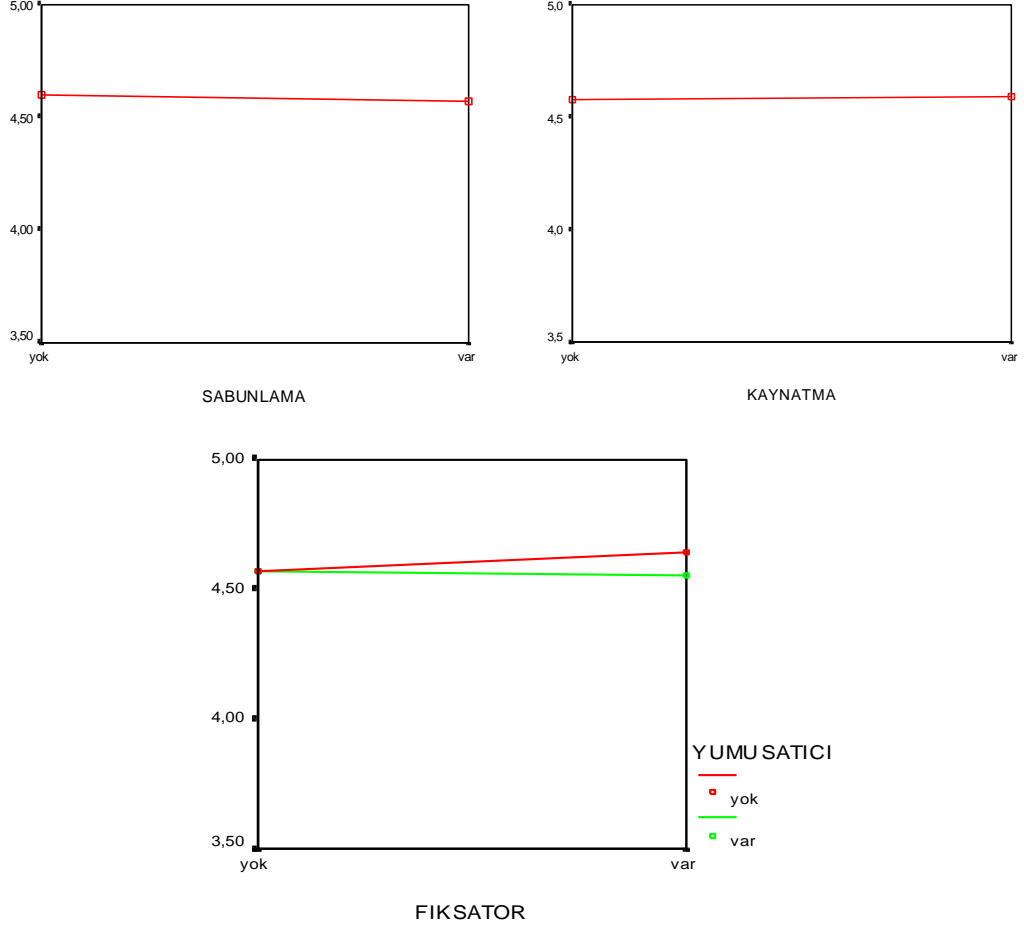 5,00
4,50
4,00
3,50
yok var
SABUNLAMA
5,0
4,5
4,0
3,5
yok var
KAYNATMA
5,00
4,50
4,00
3,50
yok var
FIKSATOR
YUMUSATICI
yok
var